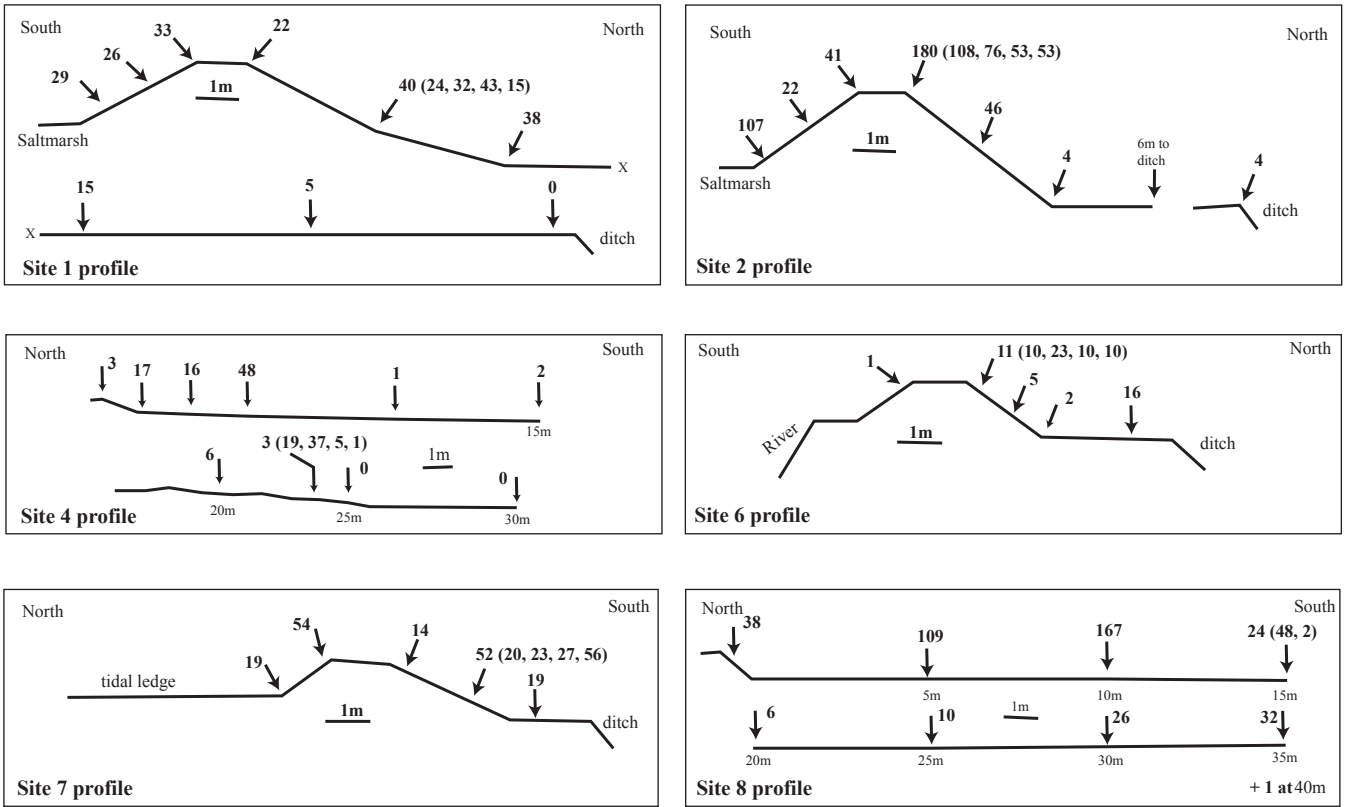 South North
33 22
26
29
40 (24, 32, 43, 15)
1m
38
Saltmarsh
X
15 5 0
X
ditch
Site 1 profile
South North
41 180 (108, 76, 53, 53)
22
107
46
1m
4
6m to
ditch
4
Saltmarsh
ditch
Site 2 profile
North South
3
17 16 48 1 2
15m
3 (19, 37, 5, 1)
6 1m
0 0
20m 25m 30m
Site 4 profile
South North
1 11 (10, 23, 10, 10)
5
2
16
1m
River
ditch
Site 6 profile
North South
54 14
19
52 (20, 23, 27, 56)
19
tidal ledge
1m
ditch
Site 7 profile
North South
38
109 167 24 (48, 2)
5m 10m 15m
1m
6 10 26 32
20m 25m 30m 35m
Site 8 profile
+ 1 at 40m